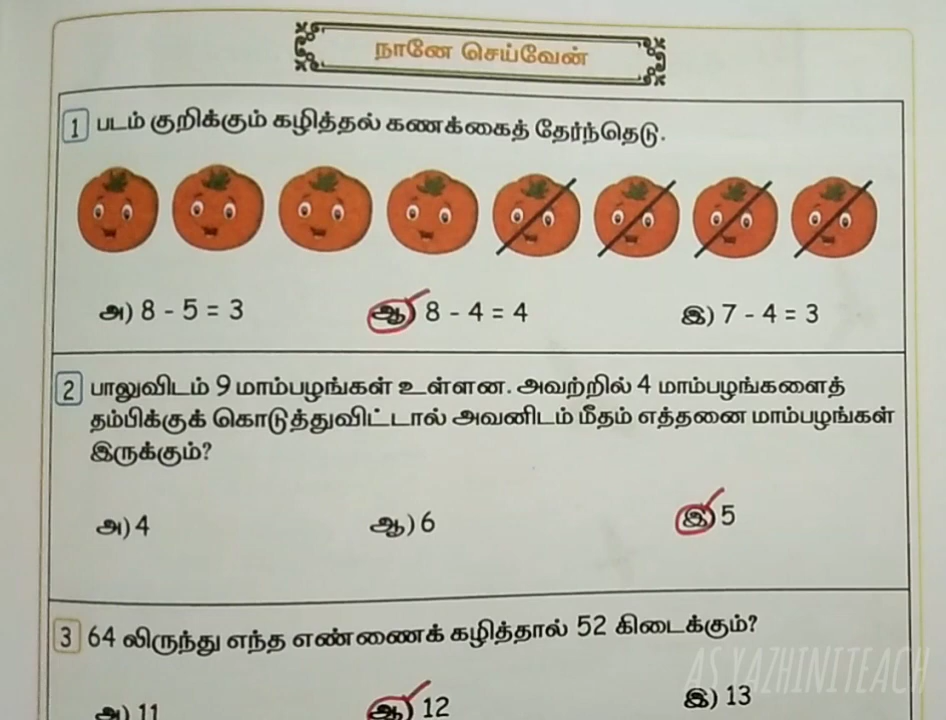 நானே செய்வேன்
1 படம் குறிக்கும் கழித்தல் கணக்கைத் தேர்ந்தெடு.
அ) 8 - 5 = 3 ஆ) 8 - 4 = 4 இ) 7 - 4 = 3
2 பாலுவிடம் 9 மாம்பழங்கள் உள்ளன. அவற்றில் 4 மாம்பழங்களைத்
தம்பிக்குக் கொடுத்துவிட்டால் அவனிடம் மீதம் எத்தனை மாம்பழங்கள்
இருக்கும்?
அ) 4 ஆ) 6 இ) 5
3 64 லிருந்து எந்த எண்ணைக் கழித்தால் 52 கிடைக்கும்?
அ) 11 ஆ) 12 இ) 13
AS YAZHINITEACH